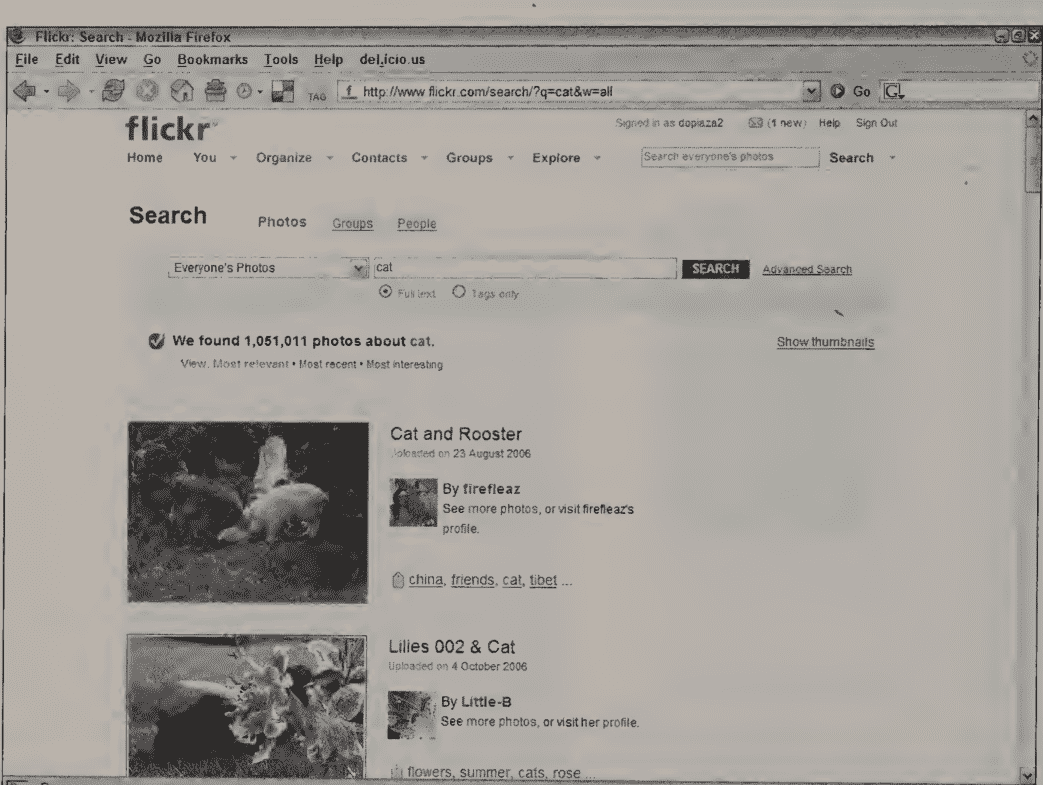 Flickr: Search - Mozilla Firefox
File Edit View Go Bookmarks Tools Help del.icio.us
TAG http://www.flickr.com/search/?q=cat&w=all Go G
flickr
Signed in as dopiaza2 (1 new) Help Sign Out
Home You Organize Contacts Groups Explore Search everyone's photos Search
Search Photos Groups People
Everyone's Photos cat SEARCH Advanced Search
Full text Tags only
We found 1,051,011 photos about cat. Show thumbnails
View: Most relevant • Most recent • Most interesting
Cat and Rooster
Uploaded on 23 August 2006
By firefleaz
See more photos, or visit firefleaz's
profile.
china, friends, cat, tibet ...
Lilies 002 & Cat
Uploaded on 4 October 2006
By Little-B
See more photos, or visit her profile.
flowers, summer, cats, rose ...